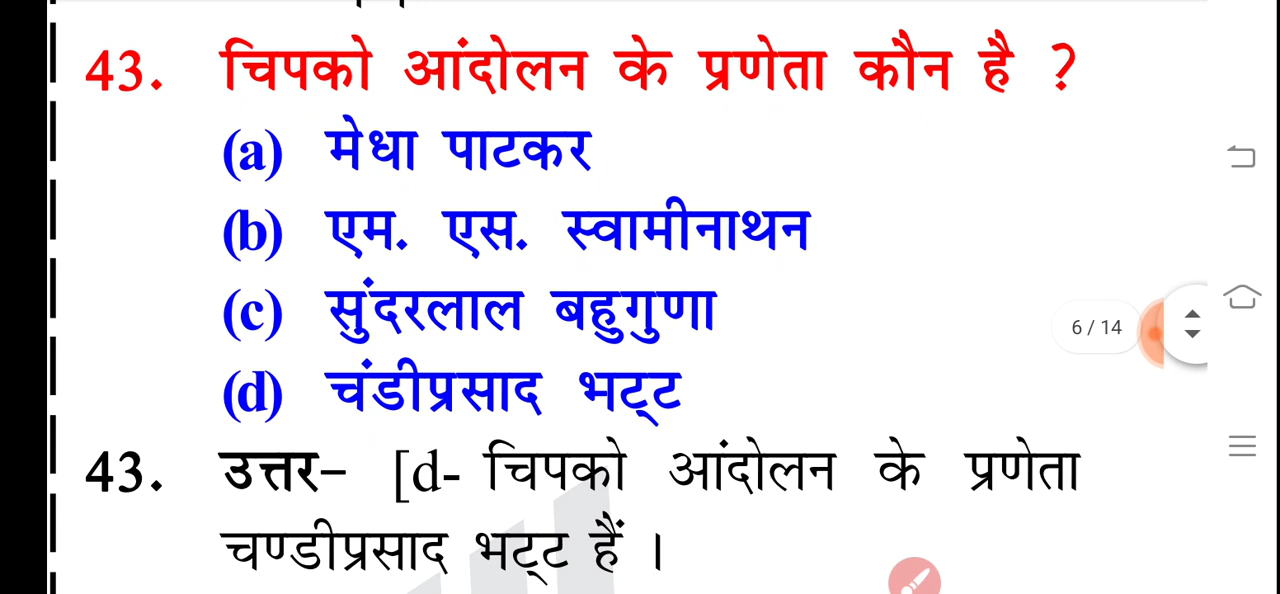 43. चिपको आंदोलन के प्रणेता कौन है ?
(a) मेधा पाटकर
(b) एम. एस. स्वामीनाथन
(c) सुंदरलाल बहुगुणा
(d) चंडीप्रसाद भट्ट
6 / 14
43. उत्तर– [d- चिपको आंदोलन के प्रणेता
चण्डीप्रसाद भट्ट हैं ।